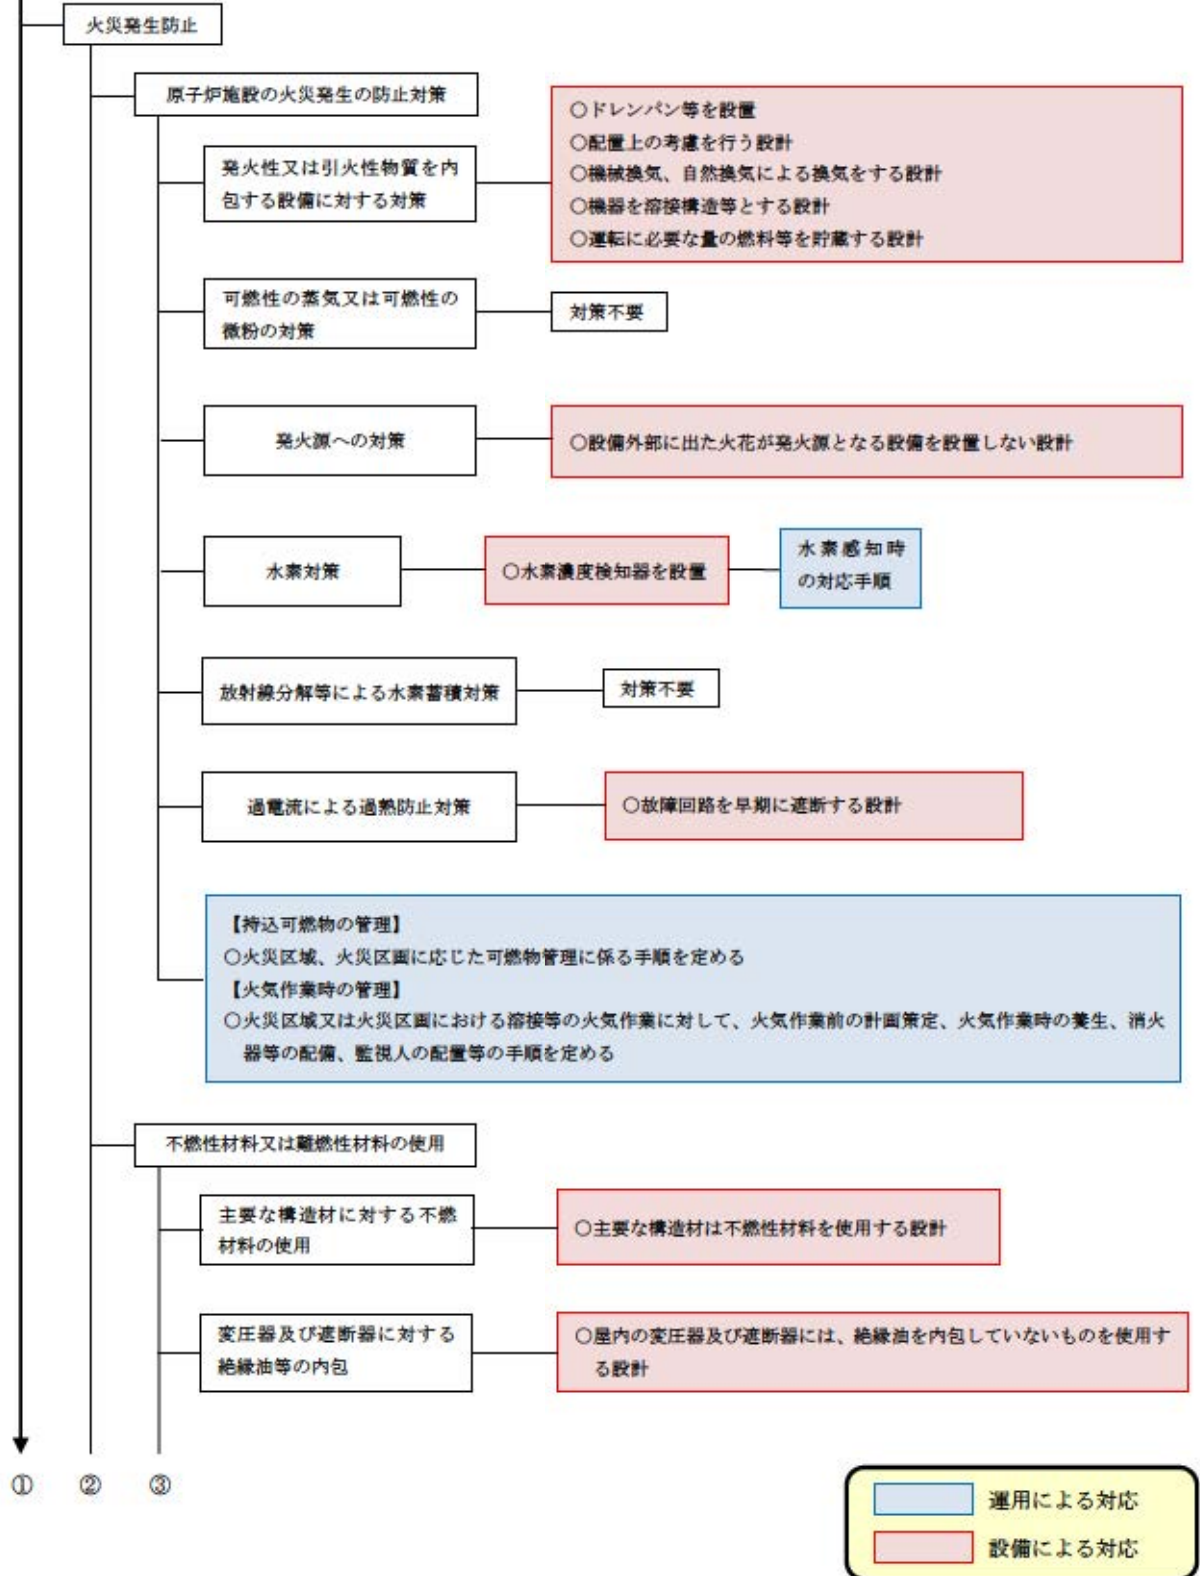 火災発生防止
原子炉施設の火災発生の防止対策
発火性又は引火性物質を内
包する設備に対する対策
○ドレンパン等を設置
○配置上の考慮を行う設計
○機械換気、自然換気による換気をする設計
○機器を溶接構造等とする設計
○運転に必要な量の燃料等を貯蔵する設計
可燃性の蒸気又は可燃性の
微粉の対策
対策不要
発火源への対策
○設備外部に出た火花が発火源となる設備を設置しない設計
水素対策
○水素濃度検知器を設置
水素感知時
の対応手順
放射線分解等による水素蓄積対策
対策不要
過電流による過熱防止対策
○故障回路を早期に遮断する設計
【持込可燃物の管理】
○火災区域、火災区画に応じた可燃物管理に係る手順を定める
【火気作業時の管理】
○火災区域又は火災区画における溶接等の火気作業に対して、火気作業前の計画策定、火気作業時の養生、消火
器等の配備、監視人の配置等の手順を定める
不燃性材料又は難燃性材料の使用
主要な構造材に対する不燃
材料の使用
○主要な構造材は不燃性材料を使用する設計
変圧器及び遮断器に対する
絶縁油等の内包
○屋内の変圧器及び遮断器には、絶縁油を内包していないものを使用す
る設計
① ② ③
運用による対応
設備による対応